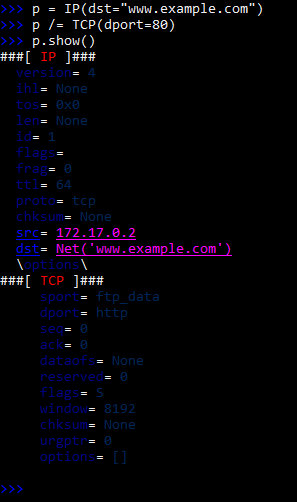 >>> p = IP(dst="www.example.com")
>>> p /= TCP(dport=80)
>>> p.show()
###[ IP ]###
version= 4
ihl= None
tos= 0x0
len= None
id= 1
flags=
frag= 0
ttl= 64
proto= tcp
chksum= None
src= 172.17.0.2
dst= Net('www.example.com')
\options\
###[ TCP ]###
sport= ftp_data
dport= http
seq= 0
ack= 0
dataofs= None
reserved= 0
flags= S
window= 8192
chksum= None
urgptr= 0
options= []
>>>